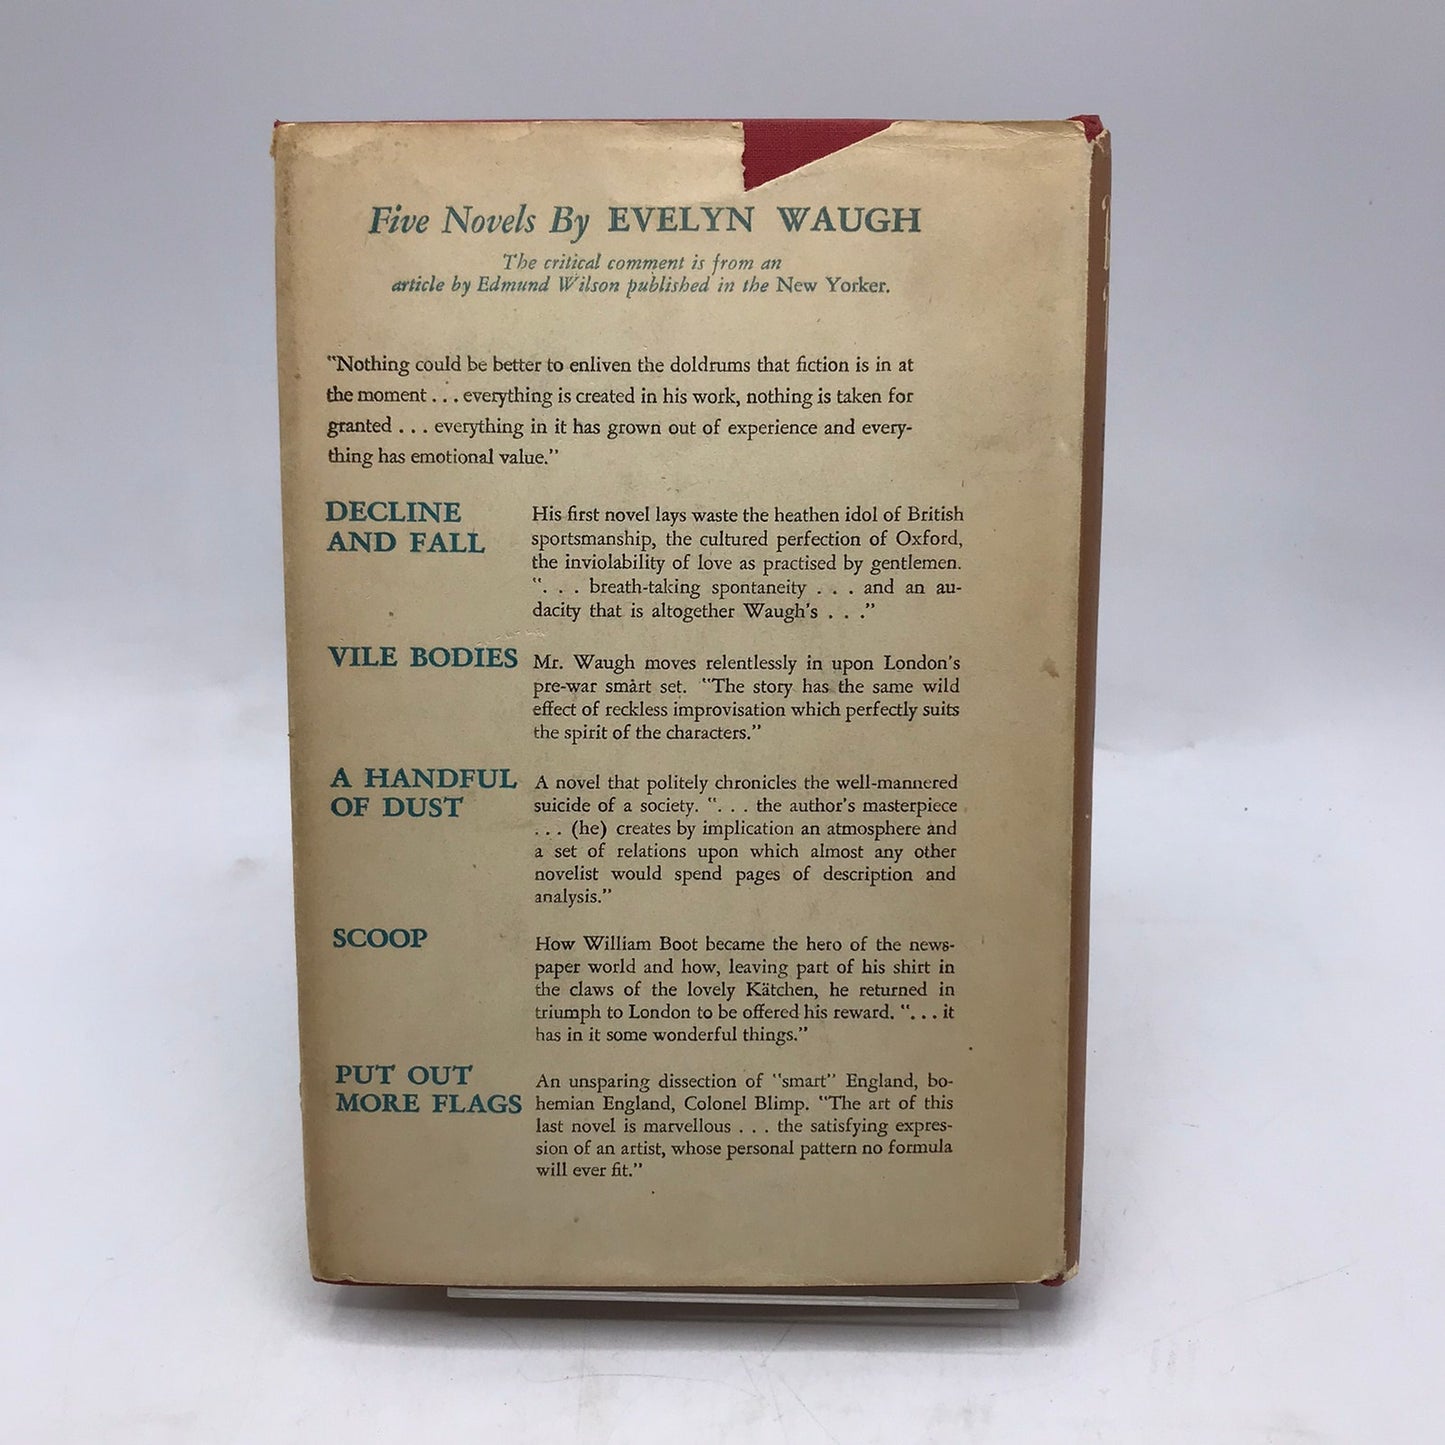 Five Novels By EVELYN WAUGH
The critical comment is from an
article by Edmund Wilson published in the New Yorker.
"Nothing could be better to enliven the doldrums that fiction is in at
the moment . . . everything is created in his work, nothing is taken for
granted . . . everything in it has grown out of experience and every-
thing has emotional value."
DECLINE
AND FALL
His first novel lays waste the heathen idol of British
sportsmanship, the cultured perfection of Oxford,
the inviolability of love as practised by gentlemen.
". . . breath-taking spontaneity . . . and an au-
dacity that is altogether Waugh's . . ."
VILE BODIES
Mr. Waugh moves relentlessly in upon London's
pre-war smart set. "The story has the same wild
effect of reckless improvisation which perfectly suits
the spirit of the characters."
A HANDFUL
OF DUST
A novel that politely chronicles the well-mannered
suicide of a society. ". . . the author's masterpiece
. . . (he) creates by implication an atmosphere and
a set of relations upon which almost any other
novelist would spend pages of description and
analysis."
SCOOP
How William Boot became the hero of the news-
paper world and how, leaving part of his shirt in
the claws of the lovely Kätchen, he returned in
triumph to London to be offered his reward. ". . . it
has in it some wonderful things."
PUT OUT
MORE FLAGS
An unsparing dissection of "smart" England, bo-
hemian England, Colonel Blimp. "The art of this
last novel is marvellous . . . the satisfying expres-
sion of an artist, whose personal pattern no formula
will ever fit."